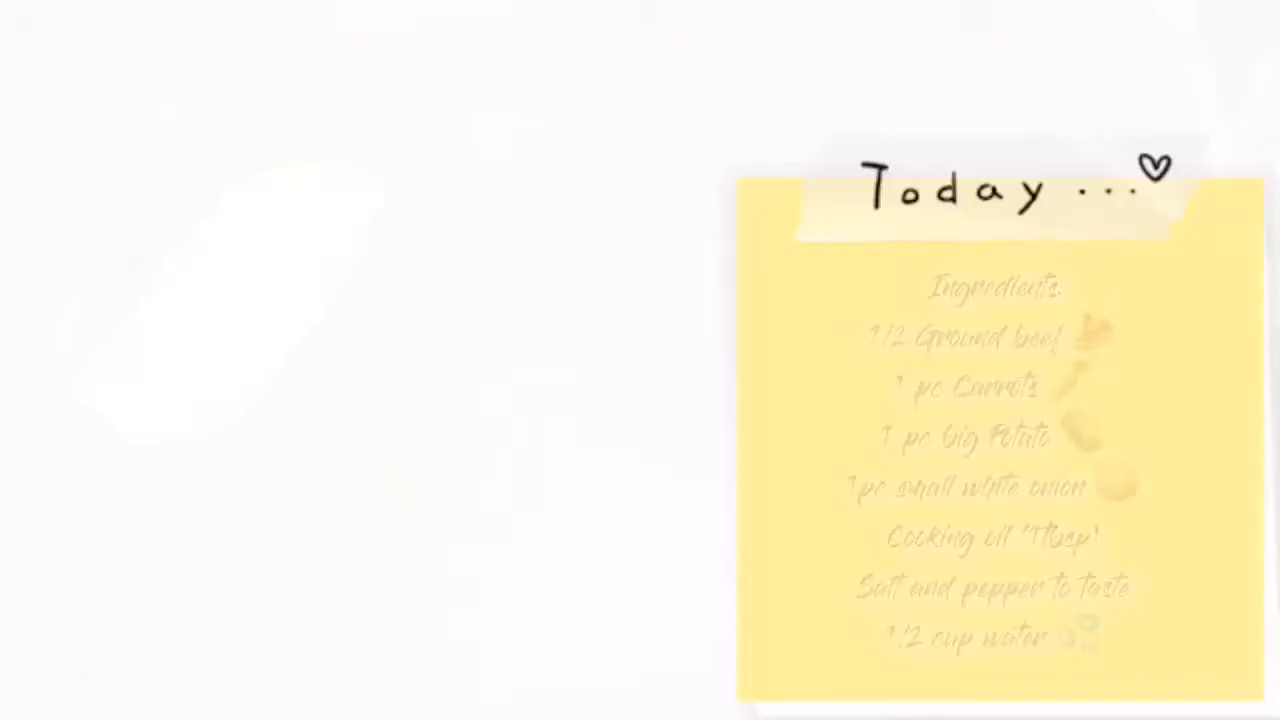 Today ...
Ingredients
1/2 Ground beef
1 pc Carrots
1 pc big Potato
1pc small white onion
Cooking oil (1Tbsp)
Salt and pepper to taste
1/2 cup water